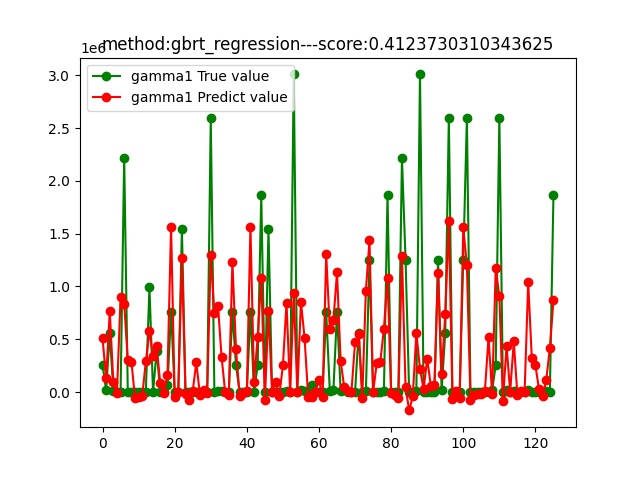 method:gbrt_regression---score:0.4123730310343625
1e6
gamma1 True value
gamma1 Predict value
3.0
2.5
2.0
1.5
1.0
0.5
0.0
0 20 40 60 80 100 120